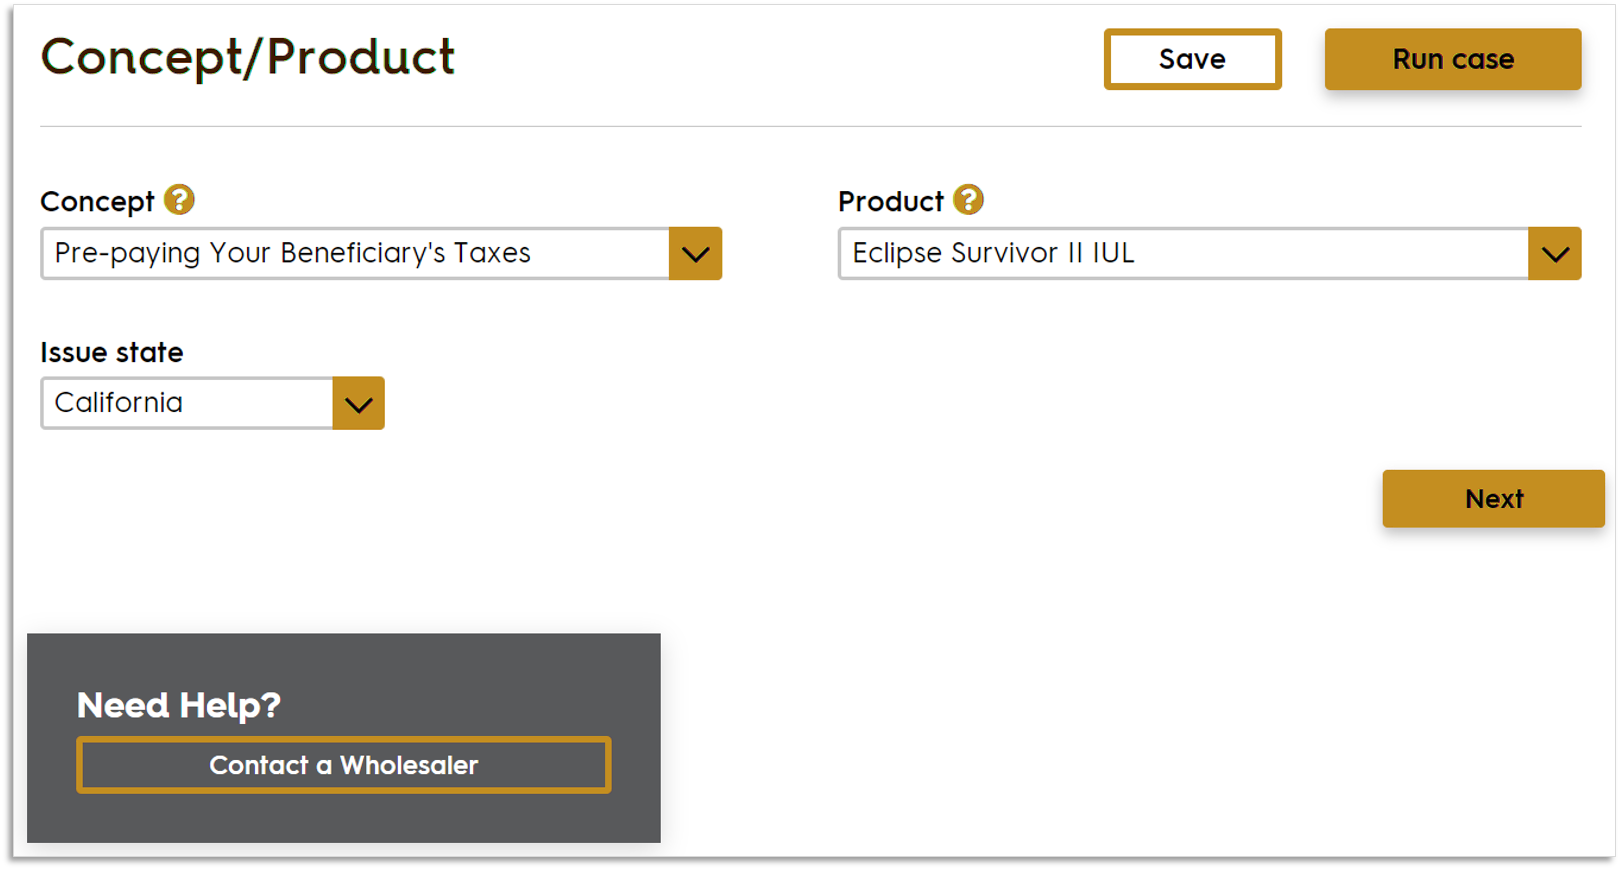 Concept/Product
Save
Run case
Concept ?
Product ?
Pre-paying Your Beneficiary's Taxes
Eclipse Survivor II IUL
Issue state
California
Next
Need Help?
Contact a Wholesaler